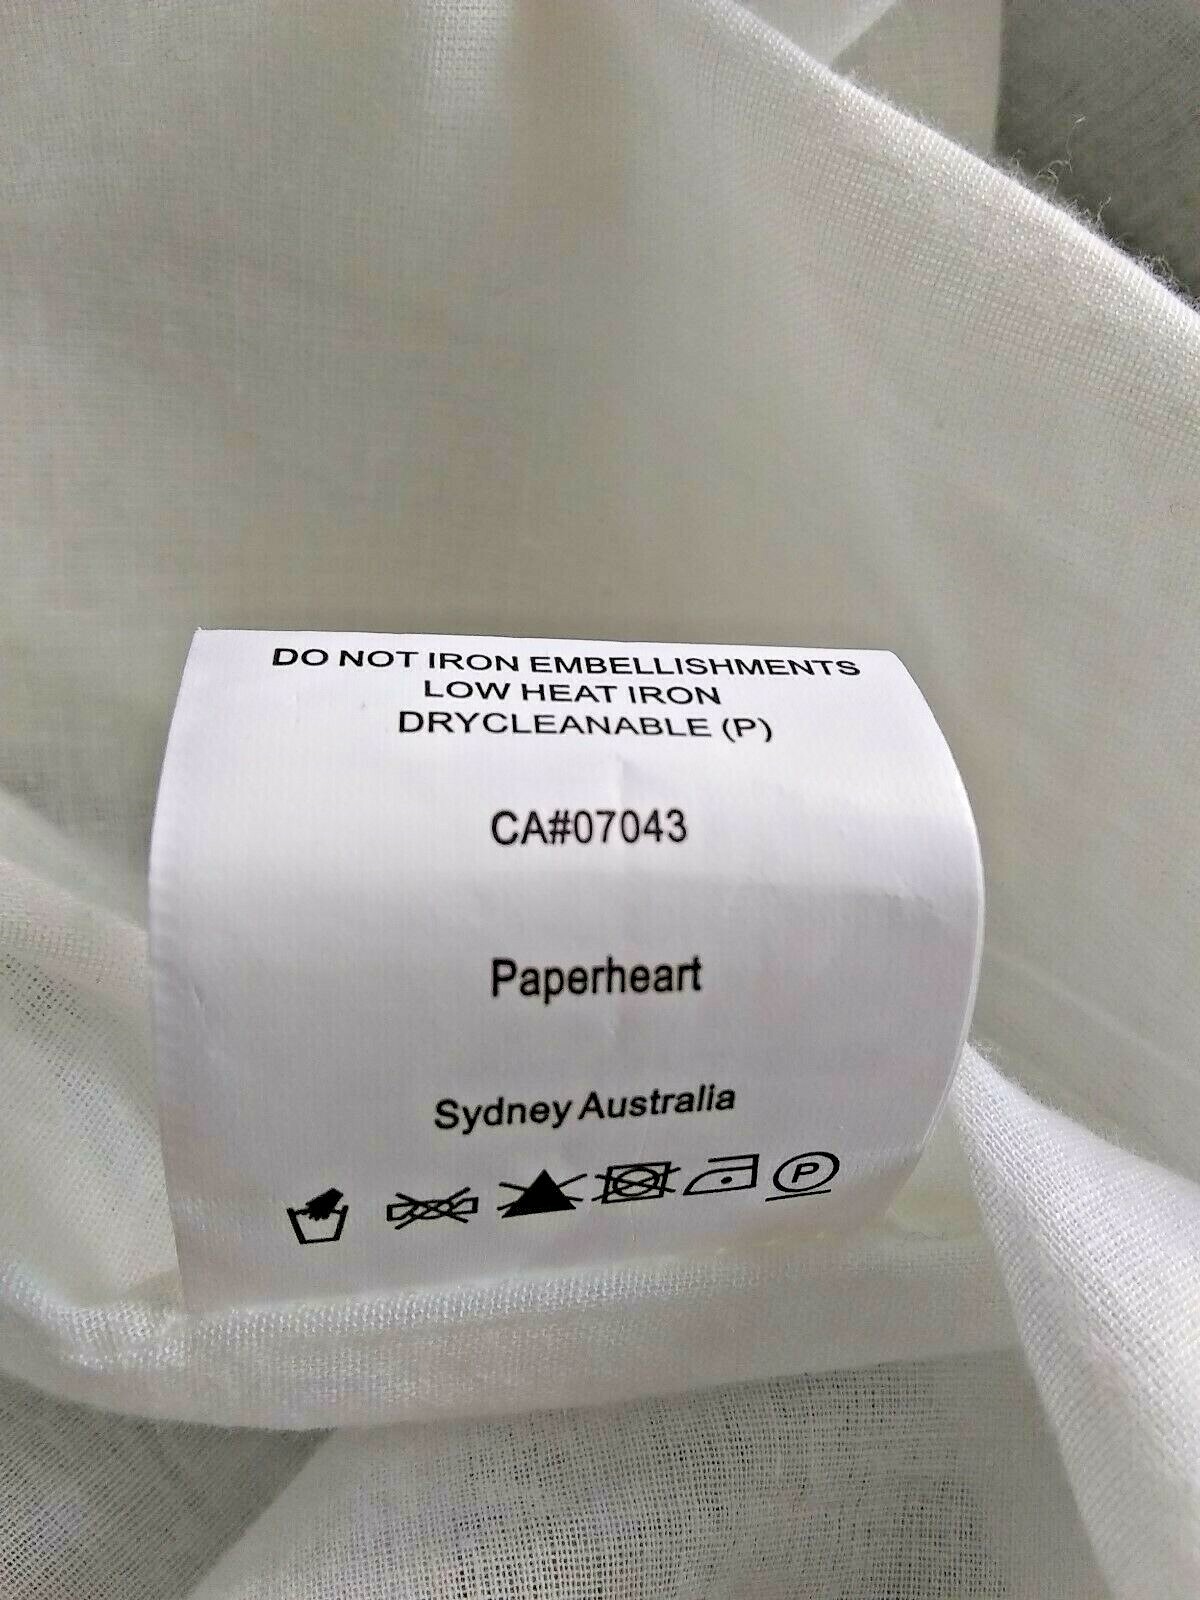 DO NOT IRON EMBELLISHMENTS
LOW HEAT IRON
DRYCLEANABLE (P)
CA#07043
Paperheart
Sydney Australia
P